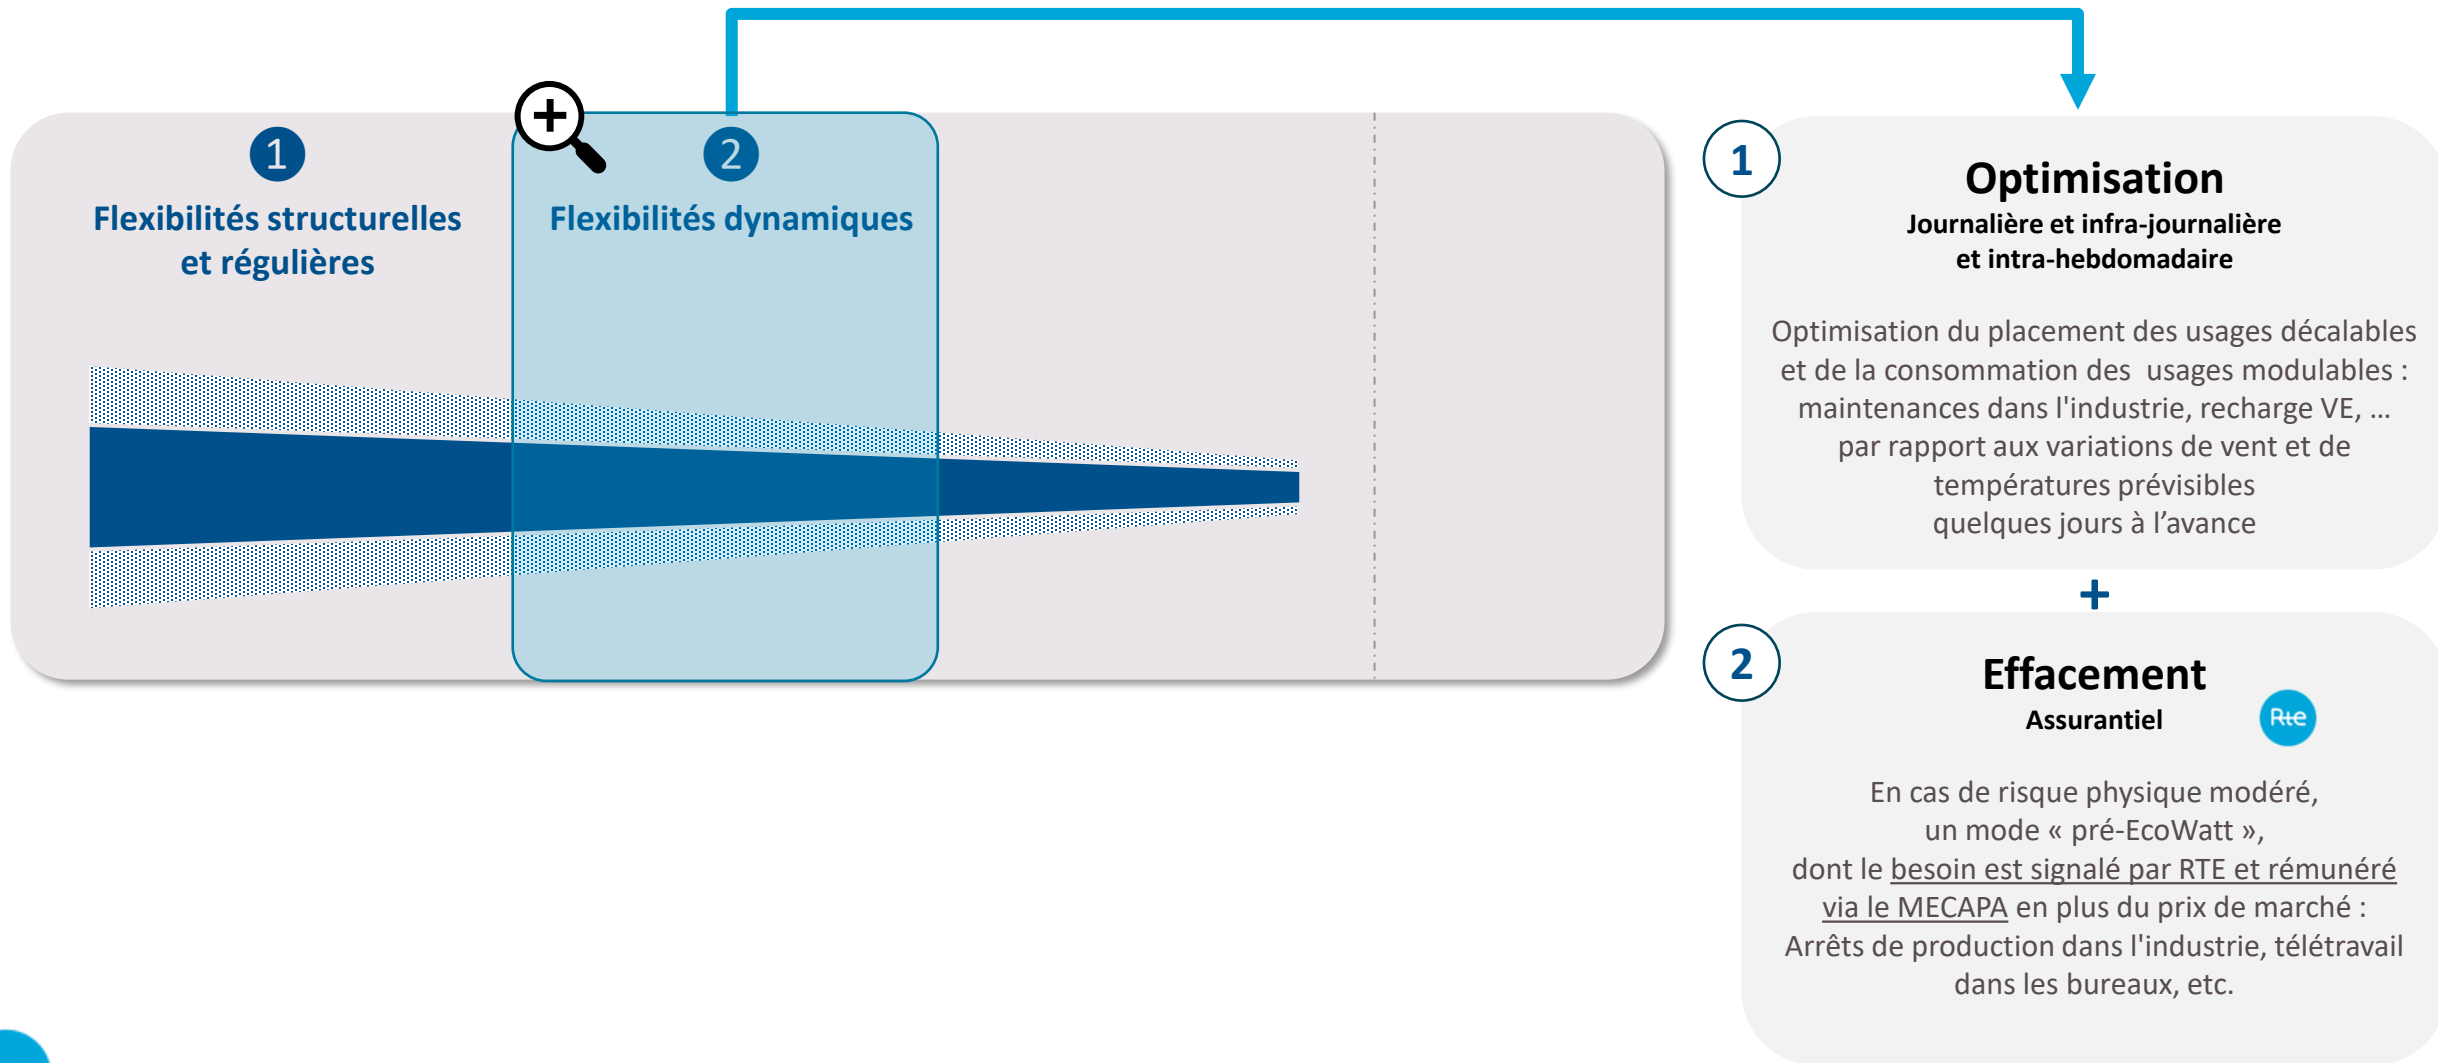 1
Flexibilités structurelles
et régulières
2
Flexibilités dynamiques
1
Optimisation
Journalière et infra-journalière
et intra-hebdomadaire
Optimisation du placement des usages décalables
et de la consommation des  usages modulables :
maintenances dans l'industrie, recharge VE, ...
par rapport aux variations de vent et de
températures prévisibles
quelques jours à l’avance
+
2
Effacement
Assurantiel
Rte
En cas de risque physique modéré,
un mode « pré-EcoWatt »,
dont le besoin est signalé par RTE et rémunéré
via le MECAPA en plus du prix de marché :
Arrêts de production dans l'industrie, télétravail
dans les bureaux, etc.